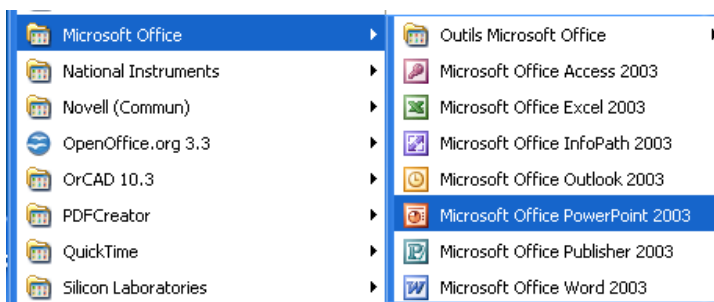 Microsoft Office
National Instruments
Novell (Commun)
OpenOffice.org 3.3
OrCAD 10.3
PDFCreator
QuickTime
Silicon Laboratories
Outils Microsoft Office
Microsoft Office Access 2003
Microsoft Office Excel 2003
Microsoft Office InfoPath 2003
Microsoft Office Outlook 2003
Microsoft Office PowerPoint 2003
Microsoft Office Publisher 2003
Microsoft Office Word 2003